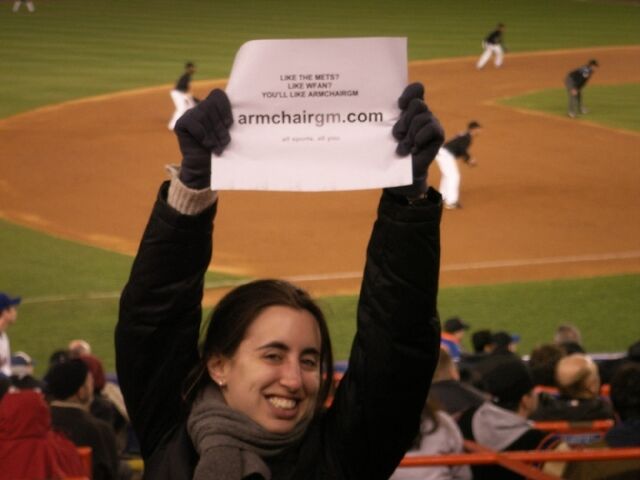 LIKE THE METS?
LIKE WFAN?
YOU'LL LIKE ARMCHAIRGM
armchairgm.com
all sports. all you.